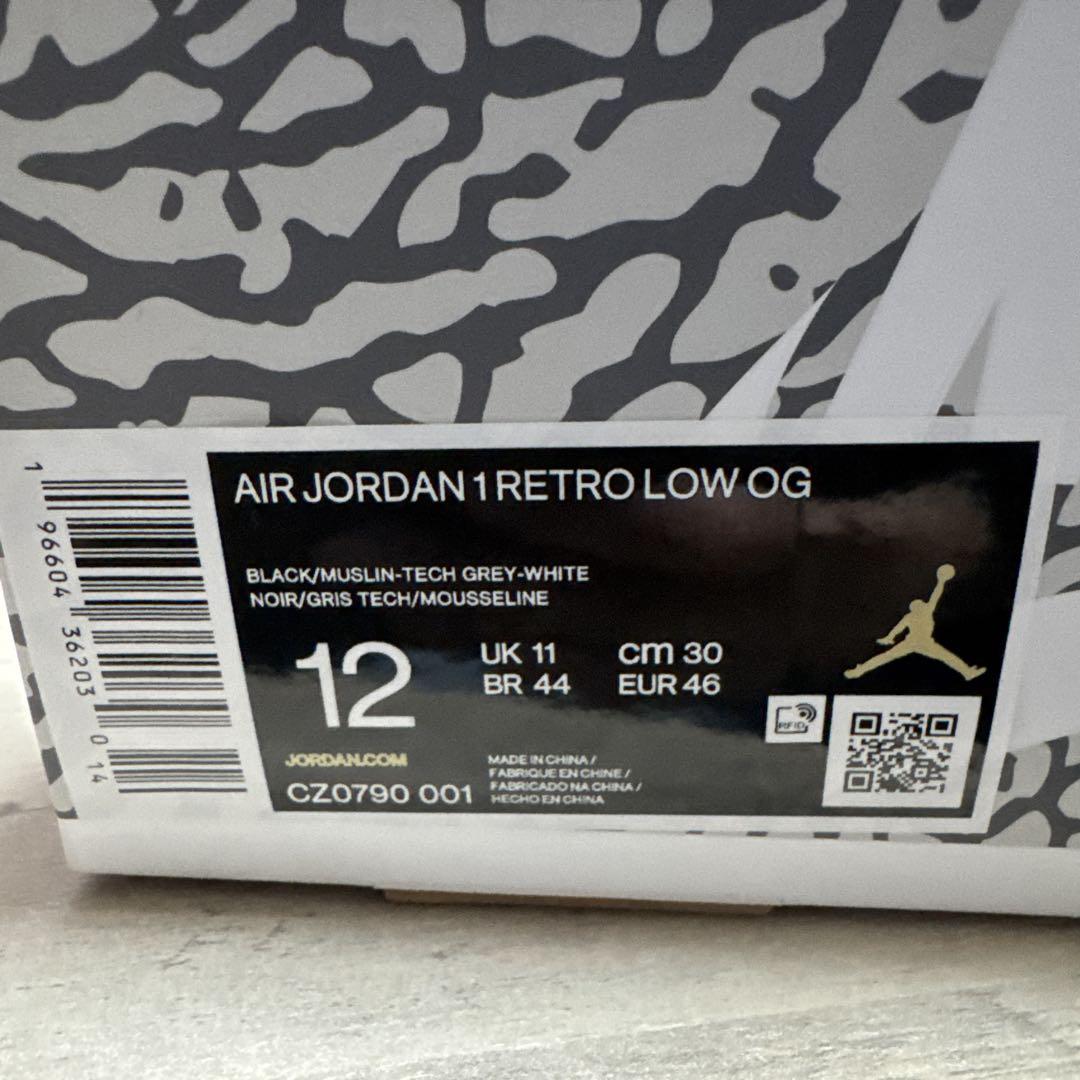 AIR JORDAN 1 RETRO LOW OG
BLACK/MUSLIN-TECH GREY-WHITE
NOIR/GRIS TECH/MOUSSELINE
12
UK 11 cm 30
BR 44 EUR 46
RFID
JORDAN.COM
CZ0790 001
MADE IN CHINA /
FABRIQUE EN CHINE /
FABRICADO NA CHINA /
HECHO EN CHINA
1 96604 36203 0 14